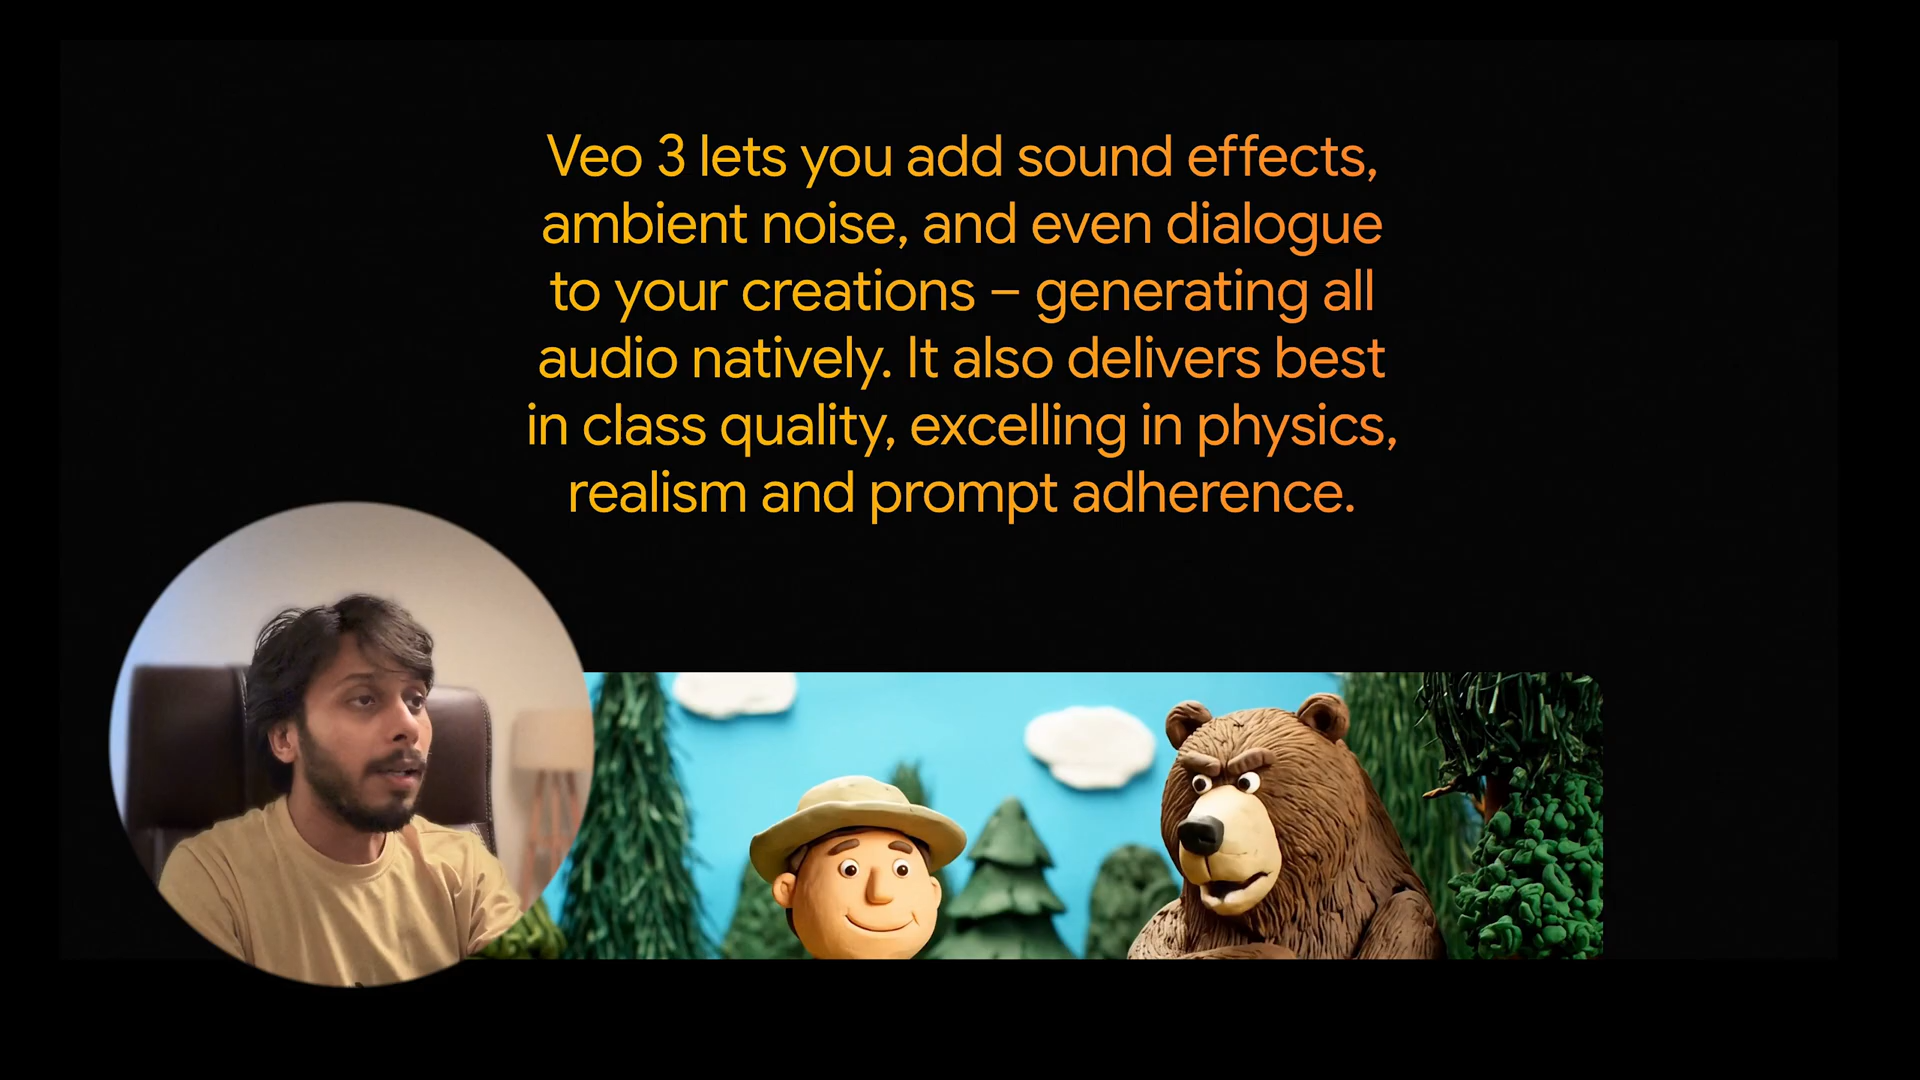 Veo 3 lets you add sound effects,
ambient noise, and even dialogue
to your creations – generating all
audio natively. It also delivers best
in class quality, excelling in physics,
realism and prompt adherence.